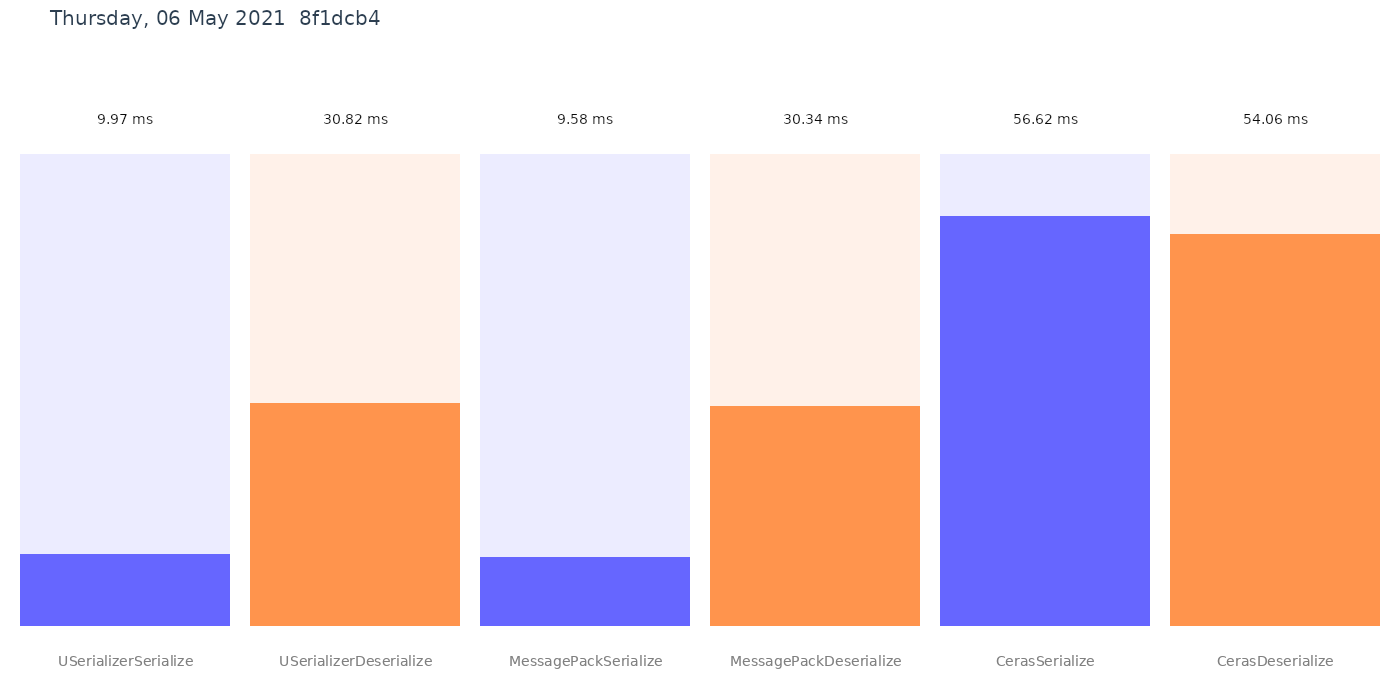 Thursday, 06 May 2021  8f1dcb4
9.97 ms
30.82 ms
9.58 ms
30.34 ms
56.62 ms
54.06 ms
USerializerSerialize
USerializerDeserialize
MessagePackSerialize
MessagePackDeserialize
CerasSerialize
CerasDeserialize